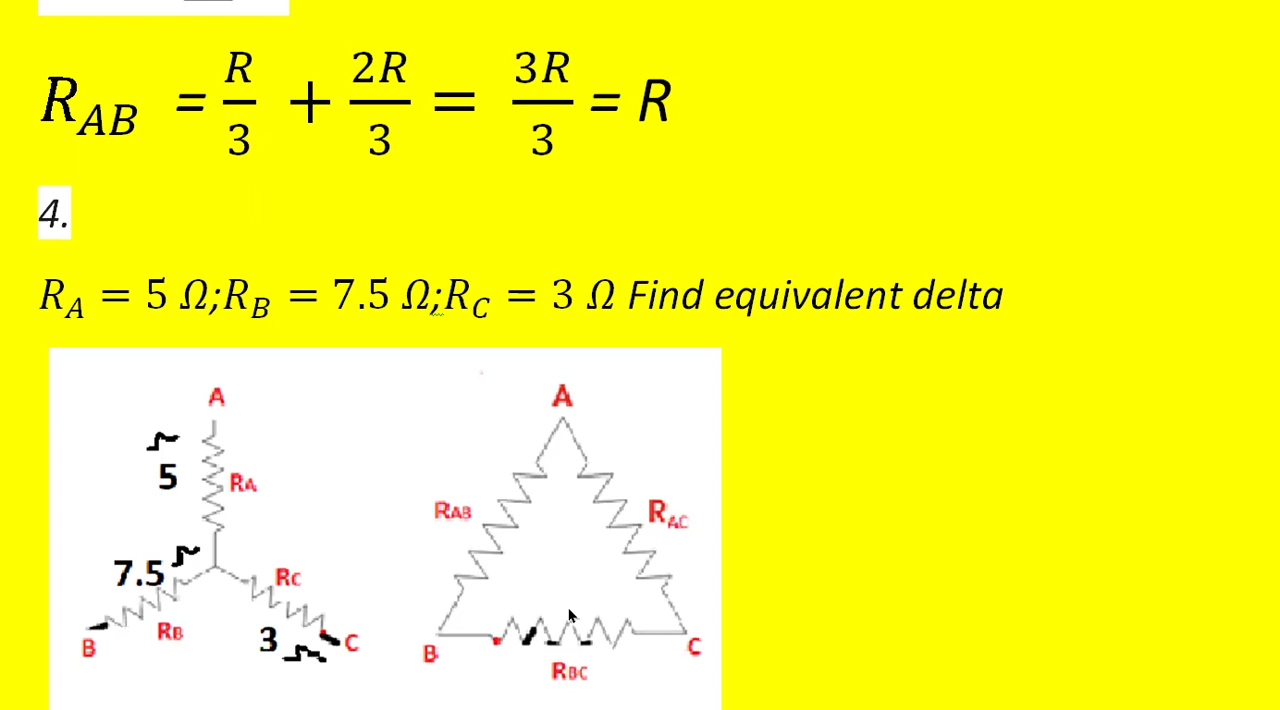 R_AB = R/3 + 2R/3 = 3R/3 = R
4.
R_A = 5 Ω; R_B = 7.5 Ω; R_C = 3 Ω Find equivalent delta
A
A
5
RA
RAB
RAC
7.5
RC
RB
3
C
B
B
C
RBC